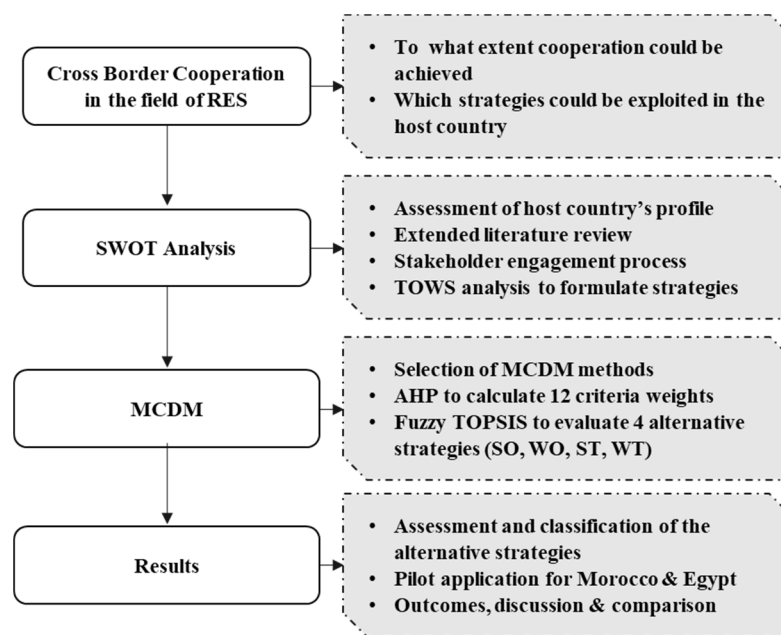 Cross Border Cooperation
in the field of RES
• To what extent cooperation could be
achieved
• Which strategies could be exploited in the
host country
SWOT Analysis
• Assessment of host country's profile
• Extended literature review
• Stakeholder engagement process
• TOWS analysis to formulate strategies
MCDM
• Selection of MCDM methods
• AHP to calculate 12 criteria weights
• Fuzzy TOPSIS to evaluate 4 alternative
strategies (SO, WO, ST, WT)
Results
• Assessment and classification of the
alternative strategies
• Pilot application for Morocco & Egypt
• Outcomes, discussion & comparison